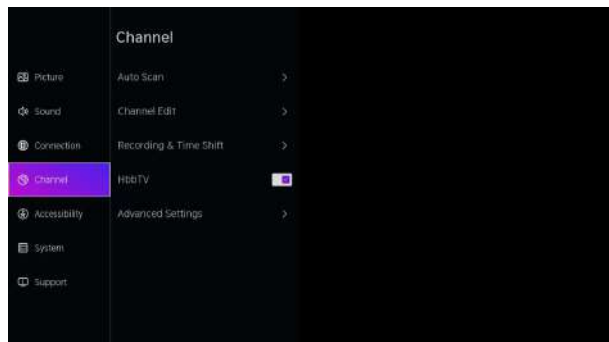 Channel
Picture
Auto Scan
Sound
Channel Edit
Connection
Recording & Time Shift
Channel
HbbTV
Accessibility
Advanced Settings
System
Support